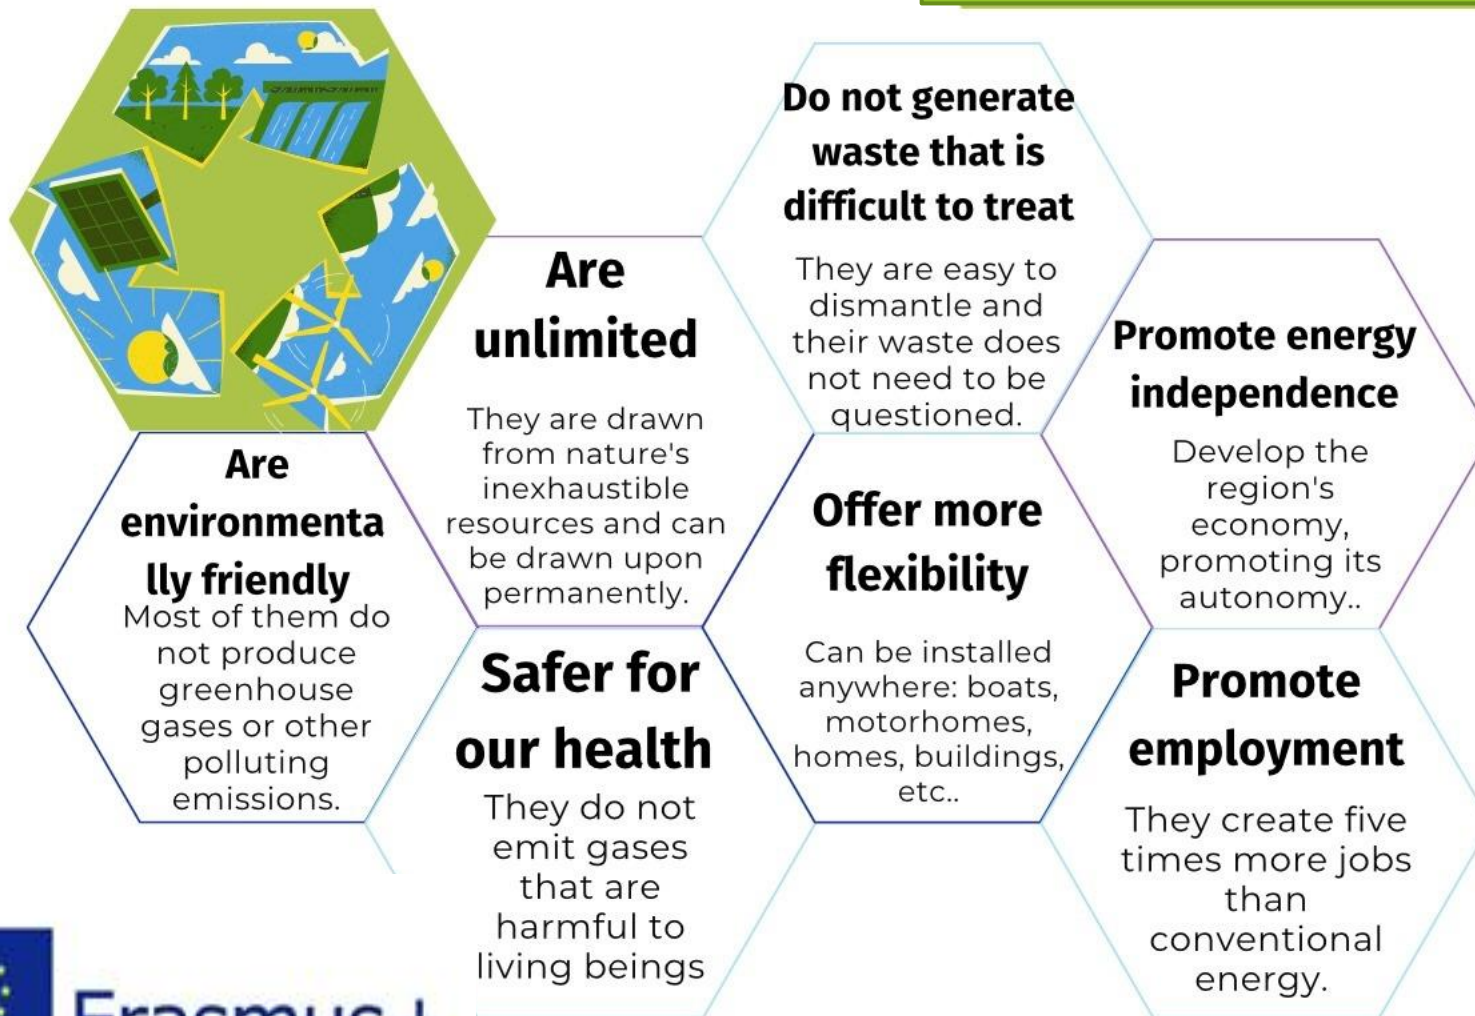 Are
environmenta
lly friendly
Most of them do
not produce
greenhouse
gases or other
polluting
emissions.
Are
unlimited
They are drawn
from nature's
inexhaustible
resources and can
be drawn upon
permanently.
Safer for
our health
They do not
emit gases
that are
harmful to
living beings
Do not generate
waste that is
difficult to treat
They are easy to
dismantle and
their waste does
not need to be
questioned.
Offer more
flexibility
Can be installed
anywhere: boats,
motorhomes,
homes, buildings,
etc..
Promote energy
independence
Develop the
region's
economy,
promoting its
autonomy..
Promote
employment
They create five
times more jobs
than
conventional
energy.
Erasmus+